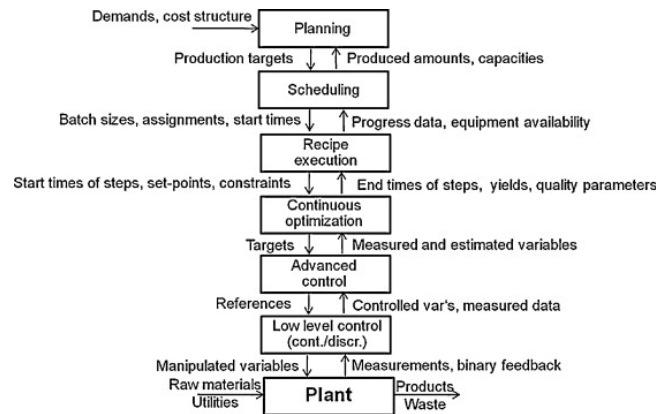 Demands, cost structure
Planning
Production targets
Produced amounts, capacities
Scheduling
Batch sizes, assignments, start times
Progress data, equipment availability
Recipe
execution
Start times of steps, set-points, constraints
End times of steps, yields, quality parameters
Continuous
optimization
Targets
Measured and estimated variables
Advanced
control
References
Controlled var's, measured data
Low level control
(cont./discr.)
Manipulated variables
Measurements, binary feedback
Raw materials
Utilities
Plant
Products
Waste